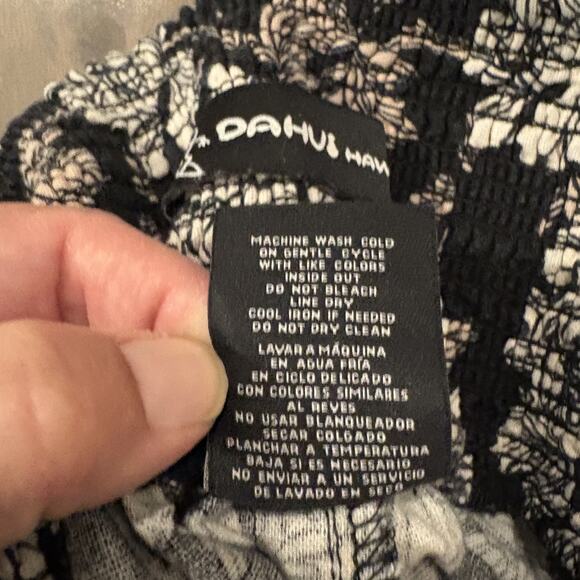 DAHUI
MACHINE WASH COLD
ON GENTLE CYCLE
WITH LIKE COLORS
INSIDE OUT
DO NOT BLEACH
LINE DRY
COOL IRON IF NEEDED
DO NOT DRY CLEAN
LAVAR A MÁQUINA
EN AGUA FRÍA
EN CICLO DELICADO
CON COLORES SIMILARES
AL REVES
NO USAR BLANQUEADOR
SECAR COLGADO
PLANCHAR A TEMPERATURA
BAJA SI ES NECESARIO
NO ENVIAR A UN SERVICIO
DE LAVADO EN SECO